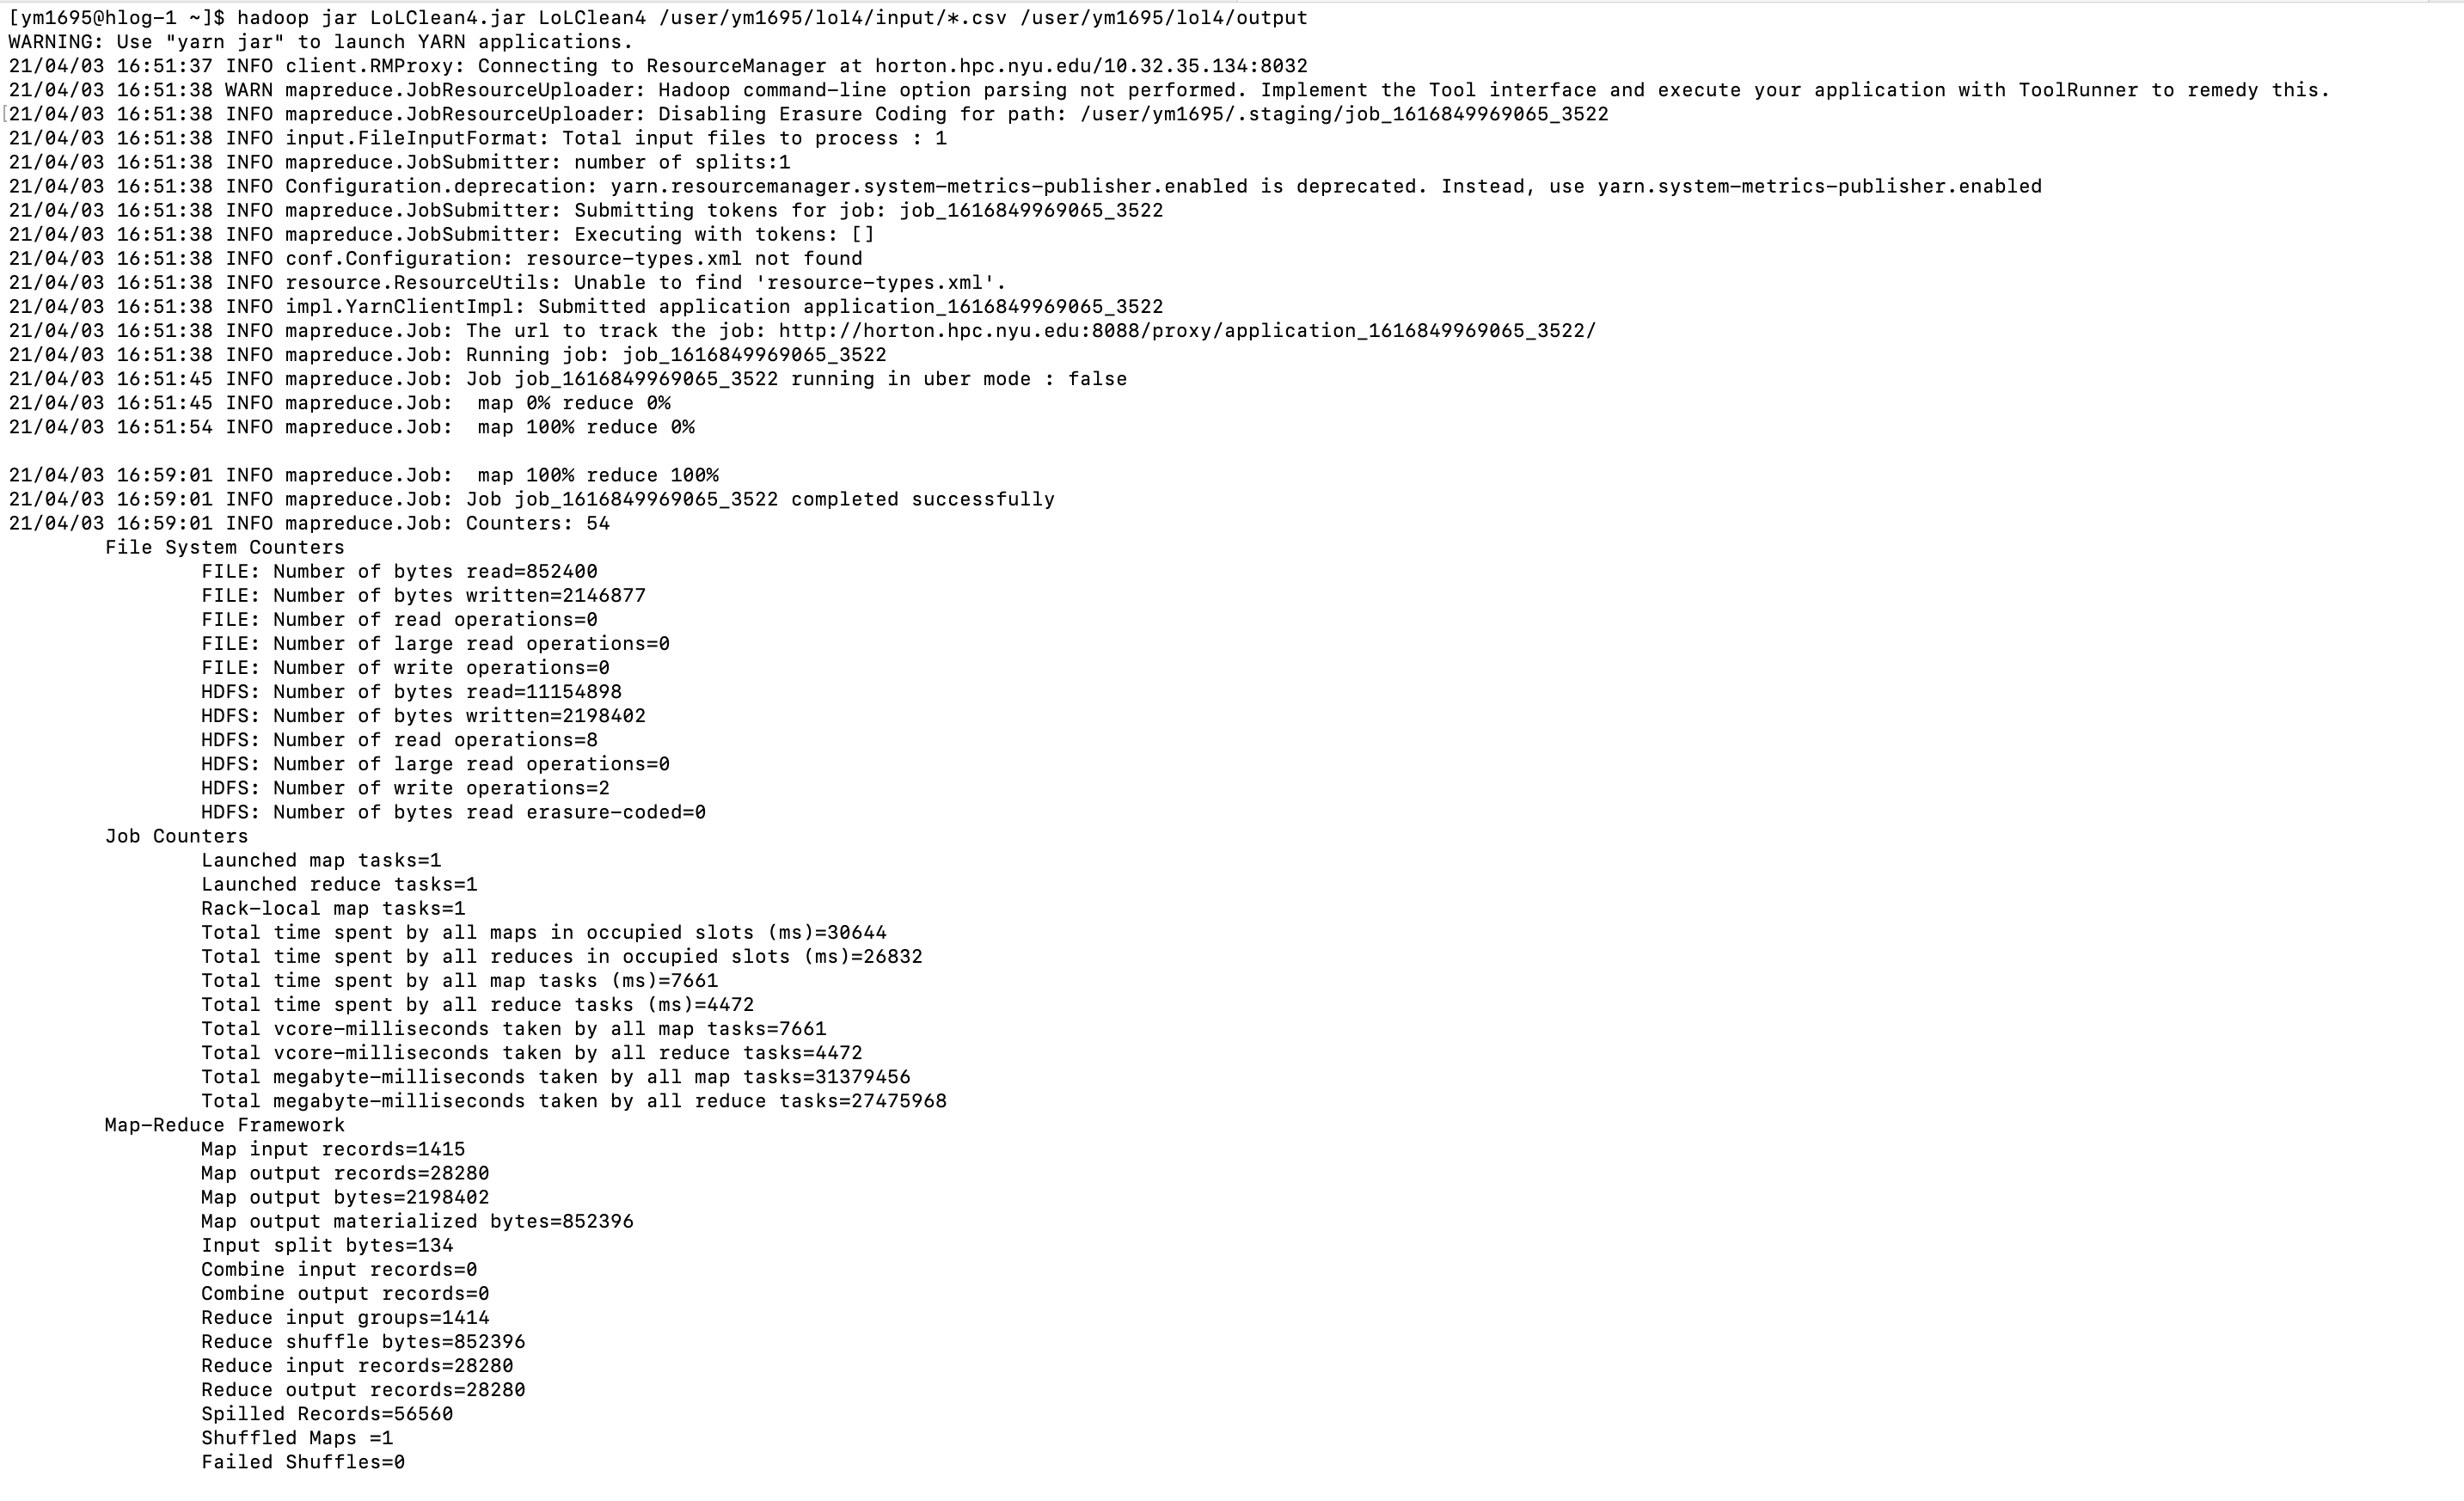 [ym1695@hlog-1 ~]$ hadoop jar LoLClean4.jar LoLClean4 /user/ym1695/lol4/input/*.csv /user/ym1695/lol4/output
WARNING: Use "yarn jar" to launch YARN applications.
21/04/03 16:51:37 INFO client.RMProxy: Connecting to ResourceManager at horton.hpc.nyu.edu/10.32.35.134:8032
21/04/03 16:51:38 WARN mapreduce.JobResourceUploader: Hadoop command-line option parsing not performed. Implement the Tool interface and execute your application with ToolRunner to remedy this.
[21/04/03 16:51:38 INFO mapreduce.JobResourceUploader: Disabling Erasure Coding for path: /user/ym1695/.staging/job_1616849969065_3522
21/04/03 16:51:38 INFO input.FileInputFormat: Total input files to process : 1
21/04/03 16:51:38 INFO mapreduce.JobSubmitter: number of splits:1
21/04/03 16:51:38 INFO Configuration.deprecation: yarn.resourcemanager.system-metrics-publisher.enabled is deprecated. Instead, use yarn.system-metrics-publisher.enabled
21/04/03 16:51:38 INFO mapreduce.JobSubmitter: Submitting tokens for job: job_1616849969065_3522
21/04/03 16:51:38 INFO mapreduce.JobSubmitter: Executing with tokens: []
21/04/03 16:51:38 INFO conf.Configuration: resource-types.xml not found
21/04/03 16:51:38 INFO resource.ResourceUtils: Unable to find 'resource-types.xml'.
21/04/03 16:51:38 INFO impl.YarnClientImpl: Submitted application application_1616849969065_3522
21/04/03 16:51:38 INFO mapreduce.Job: The url to track the job: http://horton.hpc.nyu.edu:8088/proxy/application_1616849969065_3522/
21/04/03 16:51:38 INFO mapreduce.Job: Running job: job_1616849969065_3522
21/04/03 16:51:45 INFO mapreduce.Job: Job job_1616849969065_3522 running in uber mode : false
21/04/03 16:51:45 INFO mapreduce.Job:  map 0% reduce 0%
21/04/03 16:51:54 INFO mapreduce.Job:  map 100% reduce 0%
21/04/03 16:59:01 INFO mapreduce.Job:  map 100% reduce 100%
21/04/03 16:59:01 INFO mapreduce.Job: Job job_1616849969065_3522 completed successfully
21/04/03 16:59:01 INFO mapreduce.Job: Counters: 54
File System Counters
FILE: Number of bytes read=852400
FILE: Number of bytes written=2146877
FILE: Number of read operations=0
FILE: Number of large read operations=0
FILE: Number of write operations=0
HDFS: Number of bytes read=11154898
HDFS: Number of bytes written=2198402
HDFS: Number of read operations=8
HDFS: Number of large read operations=0
HDFS: Number of write operations=2
HDFS: Number of bytes read erasure-coded=0
Job Counters
Launched map tasks=1
Launched reduce tasks=1
Rack-local map tasks=1
Total time spent by all maps in occupied slots (ms)=30644
Total time spent by all reduces in occupied slots (ms)=26832
Total time spent by all map tasks (ms)=7661
Total time spent by all reduce tasks (ms)=4472
Total vcore-milliseconds taken by all map tasks=7661
Total vcore-milliseconds taken by all reduce tasks=4472
Total megabyte-milliseconds taken by all map tasks=31379456
Total megabyte-milliseconds taken by all reduce tasks=27475968
Map-Reduce Framework
Map input records=1415
Map output records=28280
Map output bytes=2198402
Map output materialized bytes=852396
Input split bytes=134
Combine input records=0
Combine output records=0
Reduce input groups=1414
Reduce shuffle bytes=852396
Reduce input records=28280
Reduce output records=28280
Spilled Records=56560
Shuffled Maps =1
Failed Shuffles=0